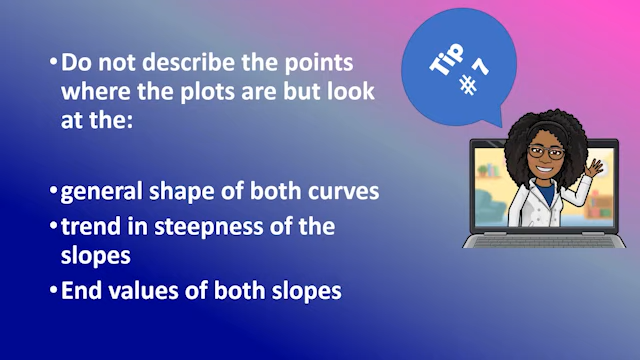 •Do not describe the points
where the plots are but look
at the:
•general shape of both curves
•trend in steepness of the
slopes
•End values of both slopes
Tip
# 7